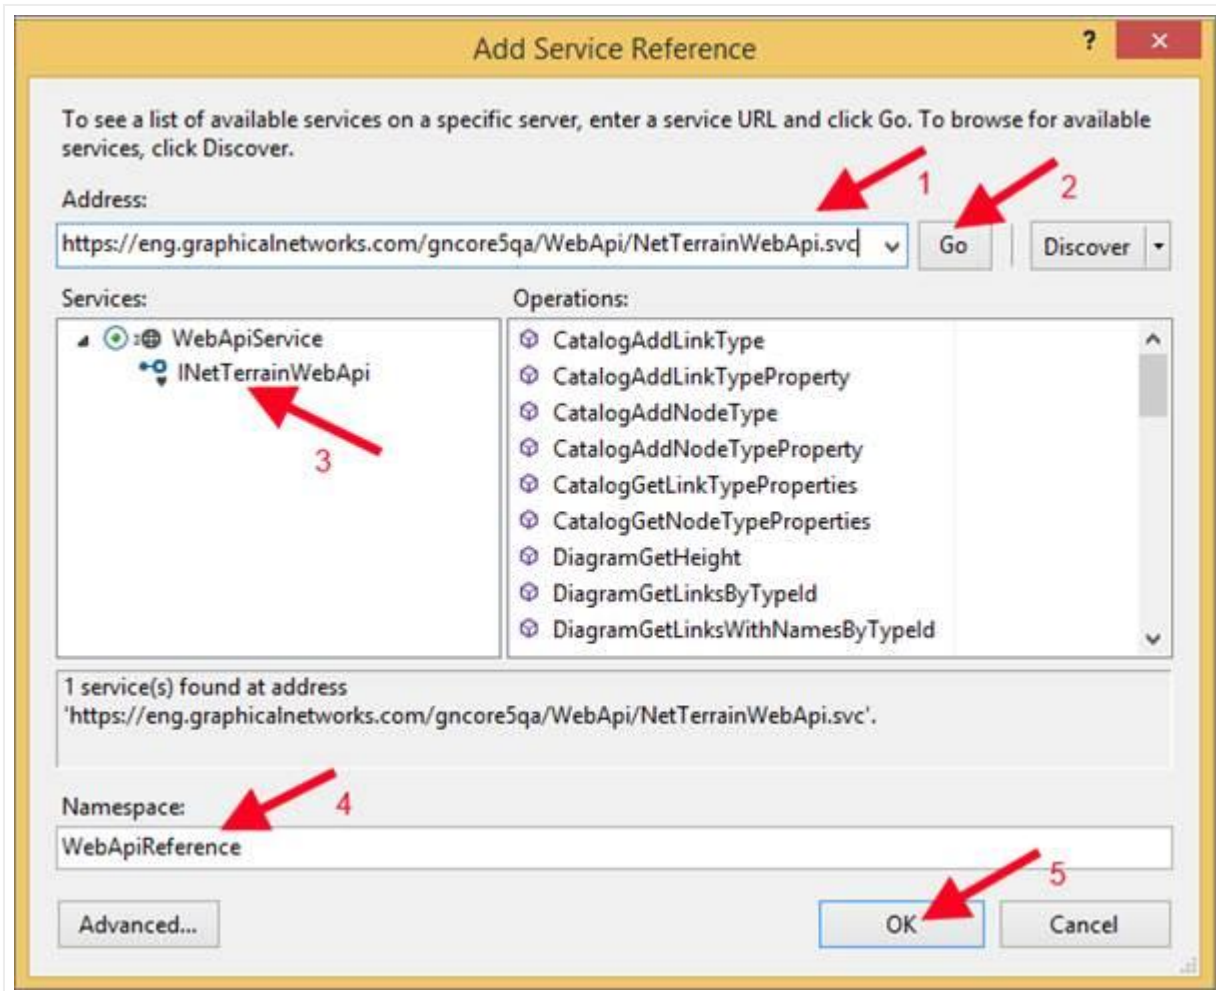 Add Service Reference
?
To see a list of available services on a specific server, enter a service URL and click Go. To browse for available
services, click Discover.
1
2
Address:
https://eng.graphicalnetworks.com/gncore5qa/WebApi/NetTerrainWebApi.svc
Go
Discover
Services:
Operations:
WebApiService
INetTerrainWebApi
3
CatalogAddLinkType
CatalogAddLinkTypeProperty
CatalogAddNodeType
CatalogAddNodeTypeProperty
CatalogGetLinkTypeProperties
CatalogGetNodeTypeProperties
DiagramGetHeight
DiagramGetLinksByTypeId
DiagramGetLinksWithNamesByTypeId
1 service(s) found at address
'https://eng.graphicalnetworks.com/gncore5qa/WebApi/NetTerrainWebApi.svc'.
Namespace:
4
WebApiReference
5
Advanced...
OK
Cancel